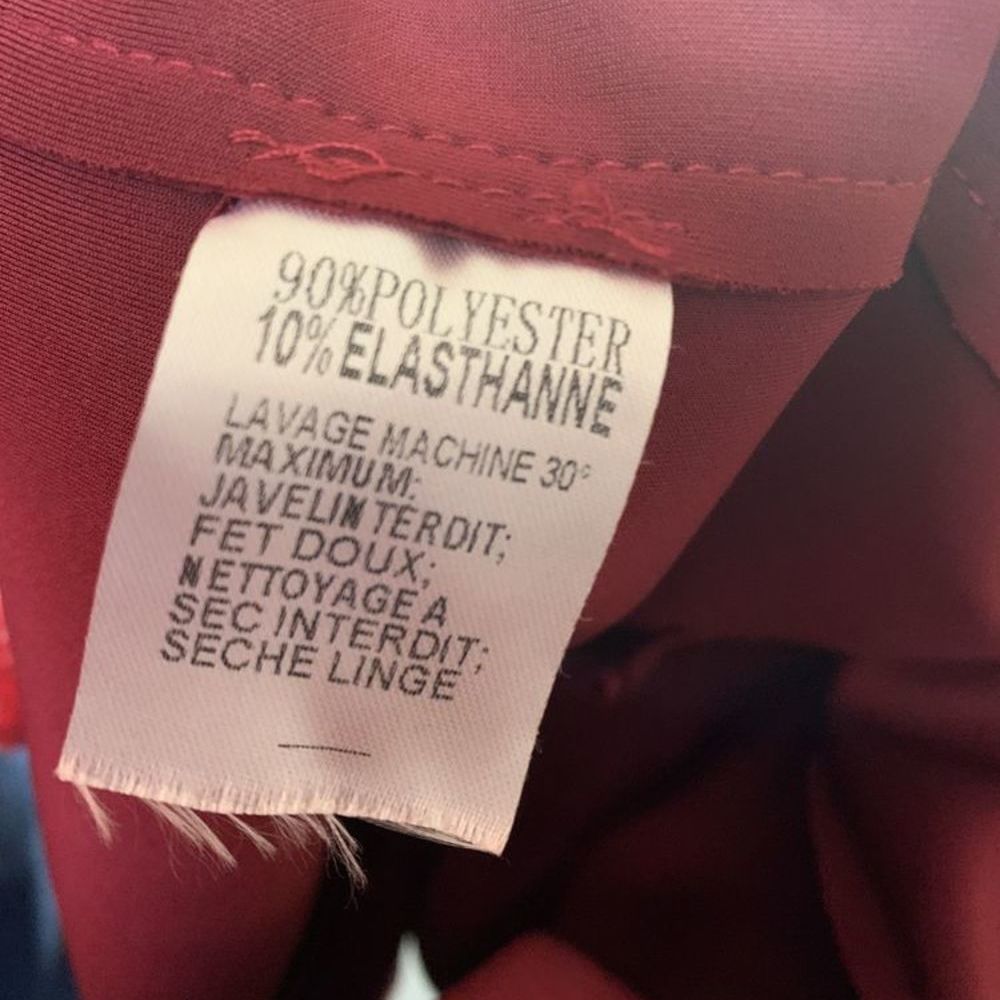 90%POLYESTER
10%ELASTHANNE
LAVAGE MACHINE 30°
MAXIMUM:
JAVELINTERDIT;
FET DOUX;
NETTOYAGE A
SEC INTERDIT;
SECHE LINGE